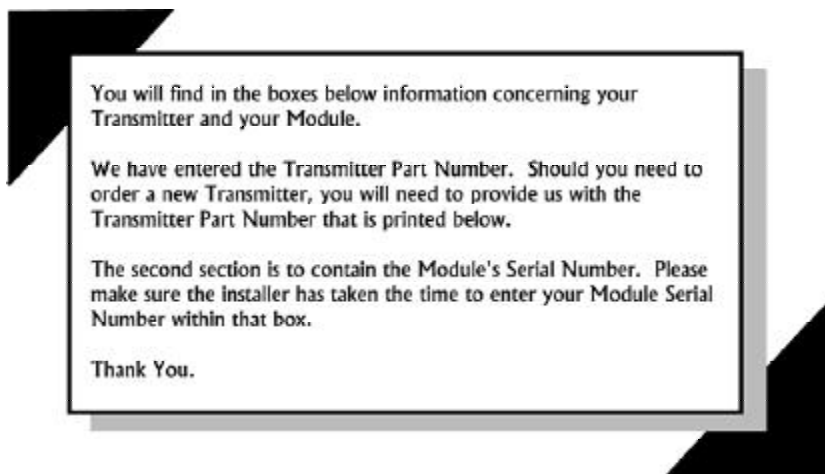 You will find in the boxes below information concerning your
Transmitter and your Module.
We have entered the Transmitter Part Number. Should you need to
order a new Transmitter, you will need to provide us with the
Transmitter Part Number that is printed below.
The second section is to contain the Module's Serial Number. Please
make sure the installer has taken the time to enter your Module Serial
Number within that box.
Thank You.